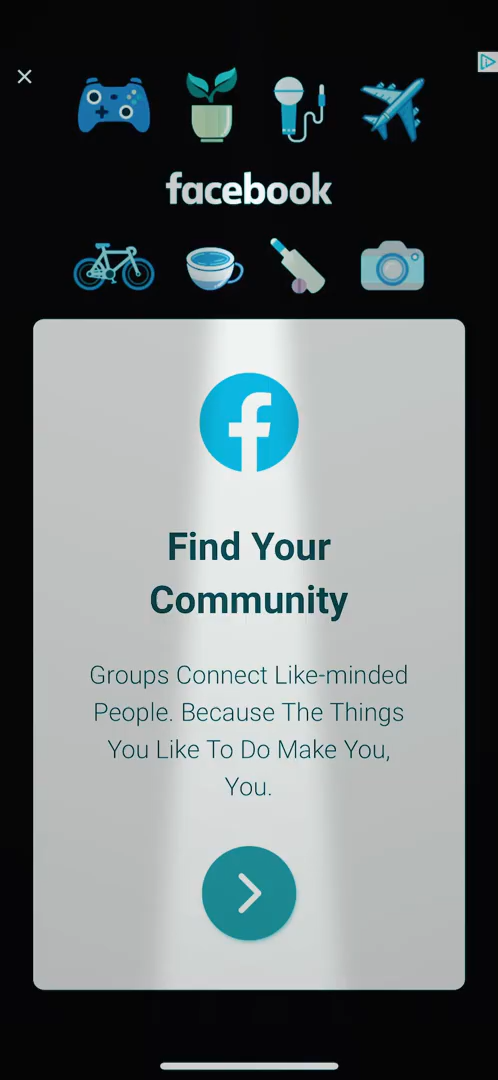 facebook
Find Your
Community
Groups Connect Like-minded
People. Because The Things
You Like To Do Make You,
You.